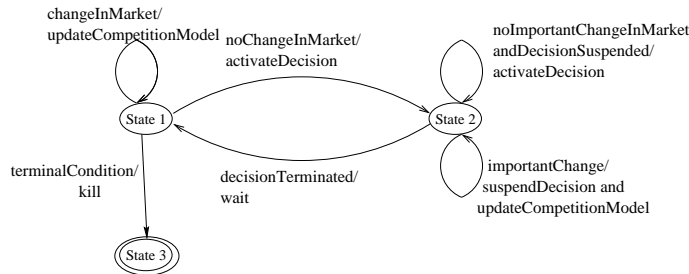 changeInMarket/
updateCompetitionModel
noChangeInMarket/
activateDecision
noImportantChangeInMarket
andDecisionSuspended/
activateDecision
State 1
State 2
terminalCondition/
kill
decisionTerminated/
wait
importantChange/
suspendDecision and
updateCompetitionModel
State 3